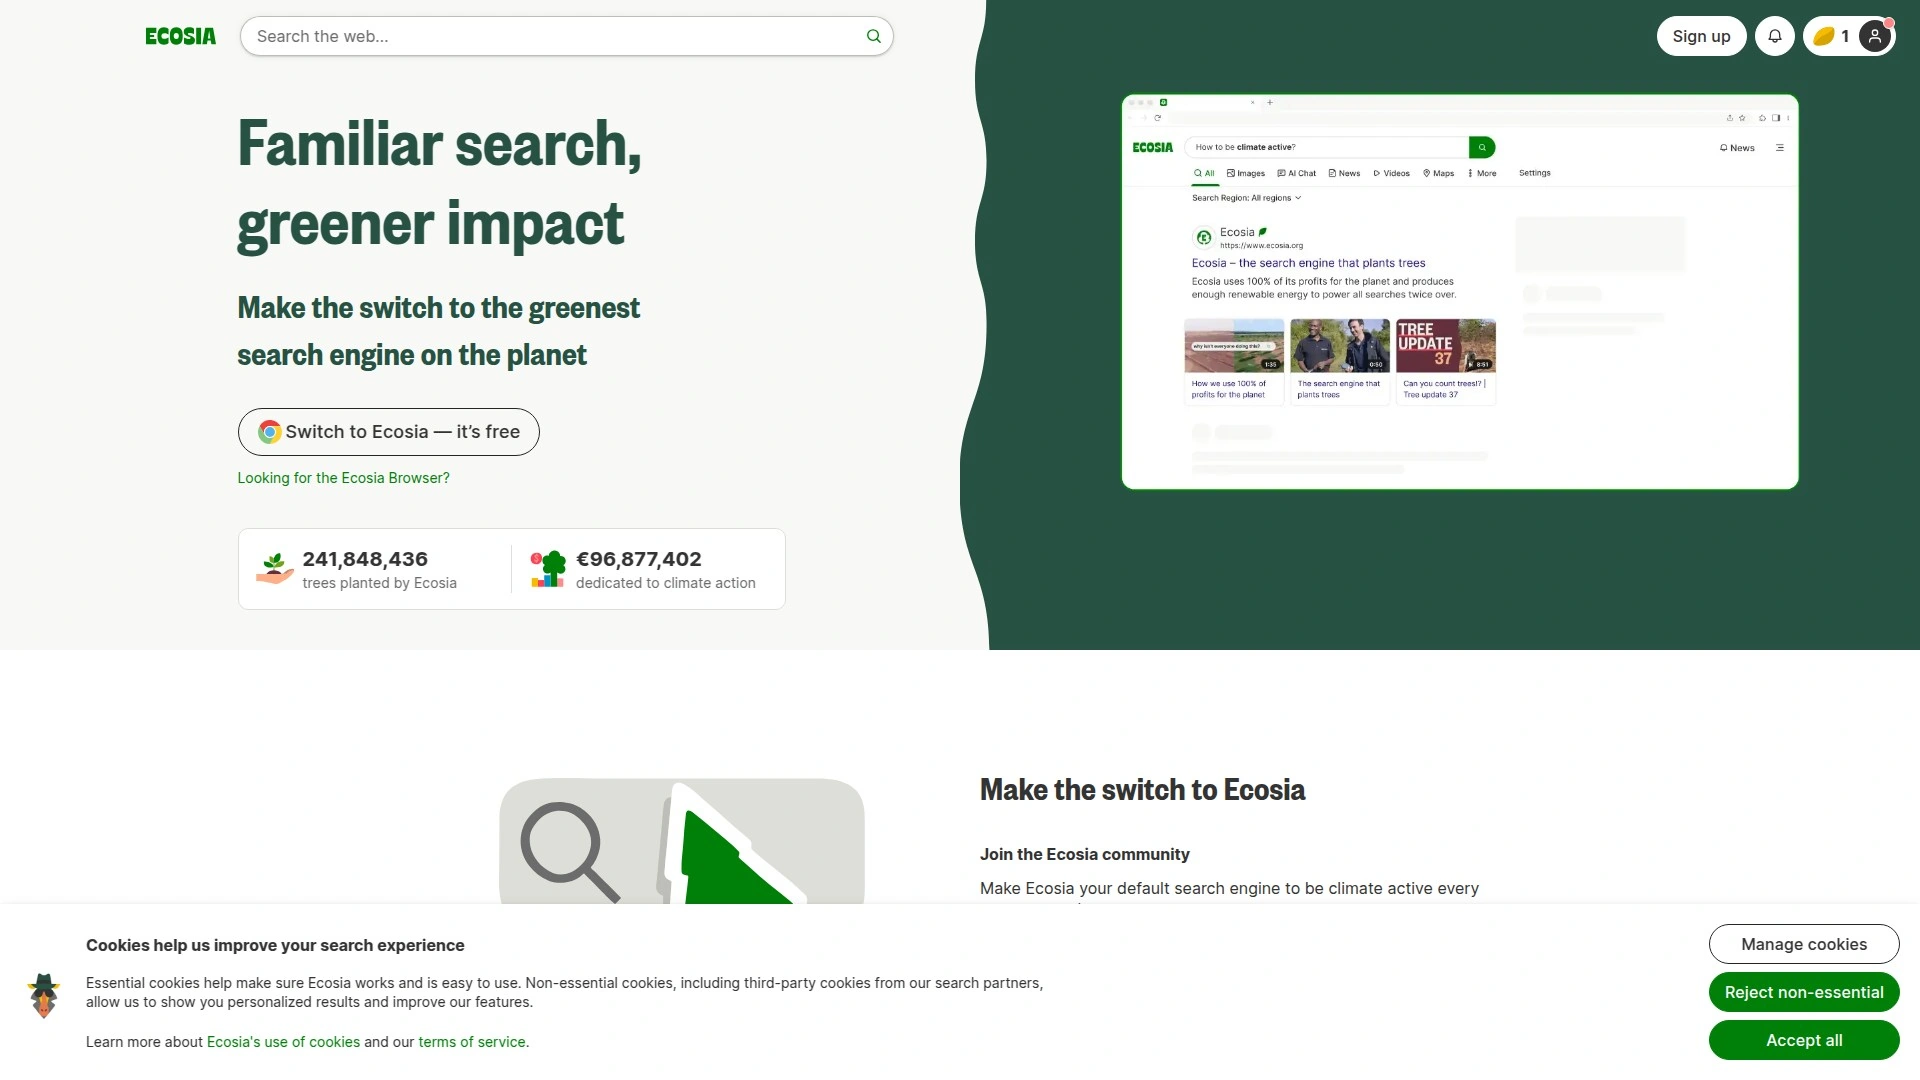 ECOSIA
Search the web...
Sign up
1
Familiar search,
greener impact
Make the switch to the greenest
search engine on the planet
Switch to Ecosia — it's free
Looking for the Ecosia Browser?
241,848,436
trees planted by Ecosia
€96,877,402
dedicated to climate action
ECOSIA
How to be climate active?
News
All
Images
AI Chat
News
Videos
Maps
More
Settings
Search Region: All regions
Ecosia
https://www.ecosia.org
Ecosia – the search engine that plants trees
Ecosia uses 100% of its profits for the planet and produces
enough renewable energy to power all searches twice over.
why isn't everyone doing this?
1:35
0:50
TREE
UPDATE
37
8:51
How we use 100% of
profits for the planet
The search engine that
plants trees
Can you count trees!? |
Tree update 37
Make the switch to Ecosia
Join the Ecosia community
Make Ecosia your default search engine to be climate active every
Cookies help us improve your search experience
Essential cookies help make sure Ecosia works and is easy to use. Non-essential cookies, including third-party cookies from our search partners,
allow us to show you personalized results and improve our features.
Learn more about Ecosia's use of cookies and our terms of service.
Manage cookies
Reject non-essential
Accept all